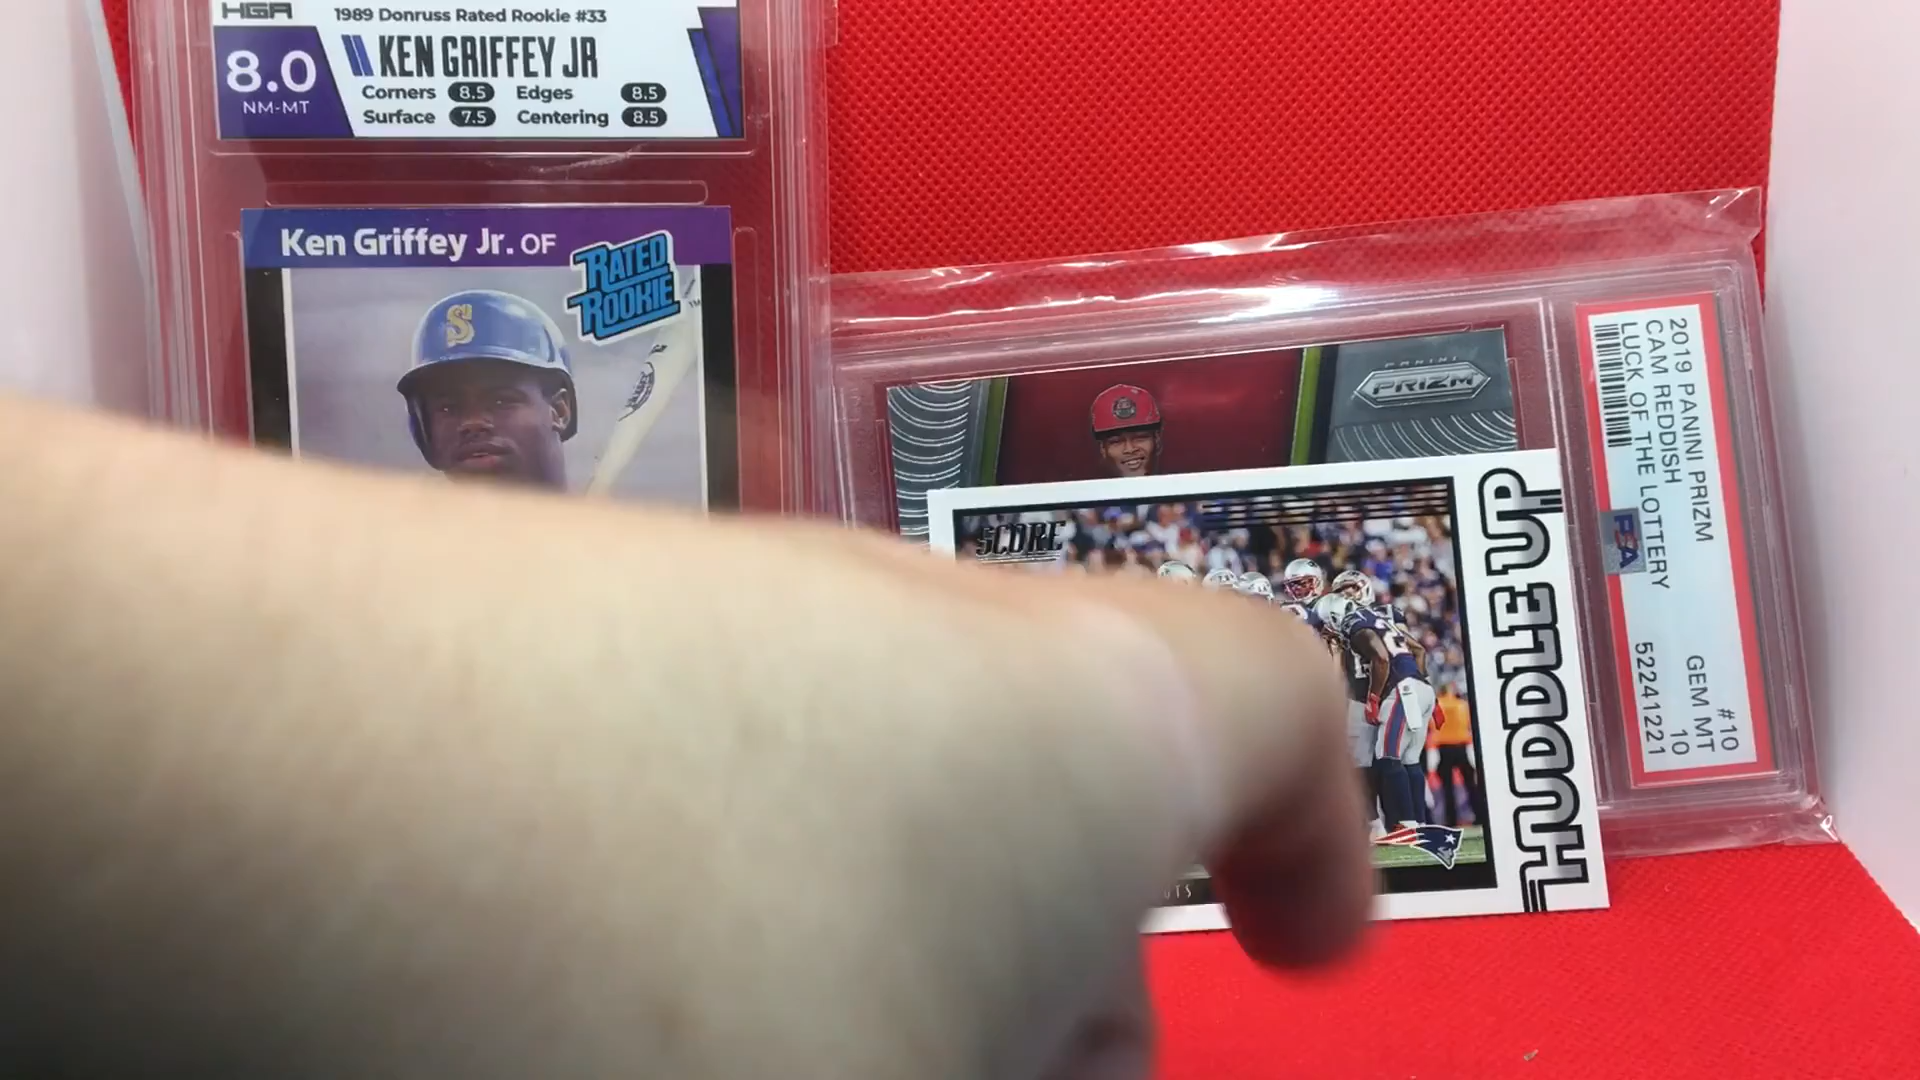 HGA
1989 Donruss Rated Rookie #33
8.0
NM-MT
KEN GRIFFEY JR
Corners 8.5 Edges 8.5
Surface 7.5 Centering 8.5
Ken Griffey Jr. OF
RATED
ROOKIE
TM
S
PANINI
PRIZM
2019 PANINI PRIZM #10
CAM REDDISH GEM MT
LUCK OF THE LOTTERY 10
52241221
PSA
SCORE
HUDDLE UP